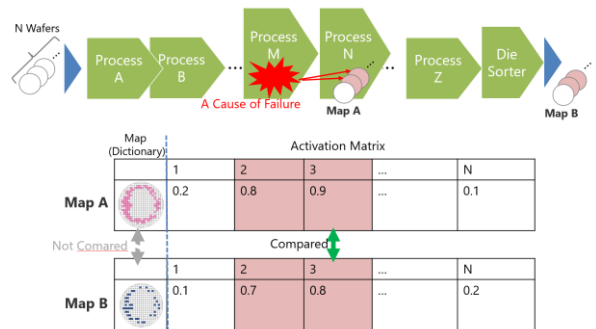 N Wafers
Process
A
Process
B
...
Process
M
Process
N
...
Process
Z
Die
Sorter
...
A Cause of Failure
Map A
Map B
Map
(Dictionary)
Activation Matrix
1 2 3 ... N
Map A 0.2 0.8 0.9 ... 0.1
Not Comared
Compared
1 2 3 ... N
Map B 0.1 0.7 0.8 ... 0.2